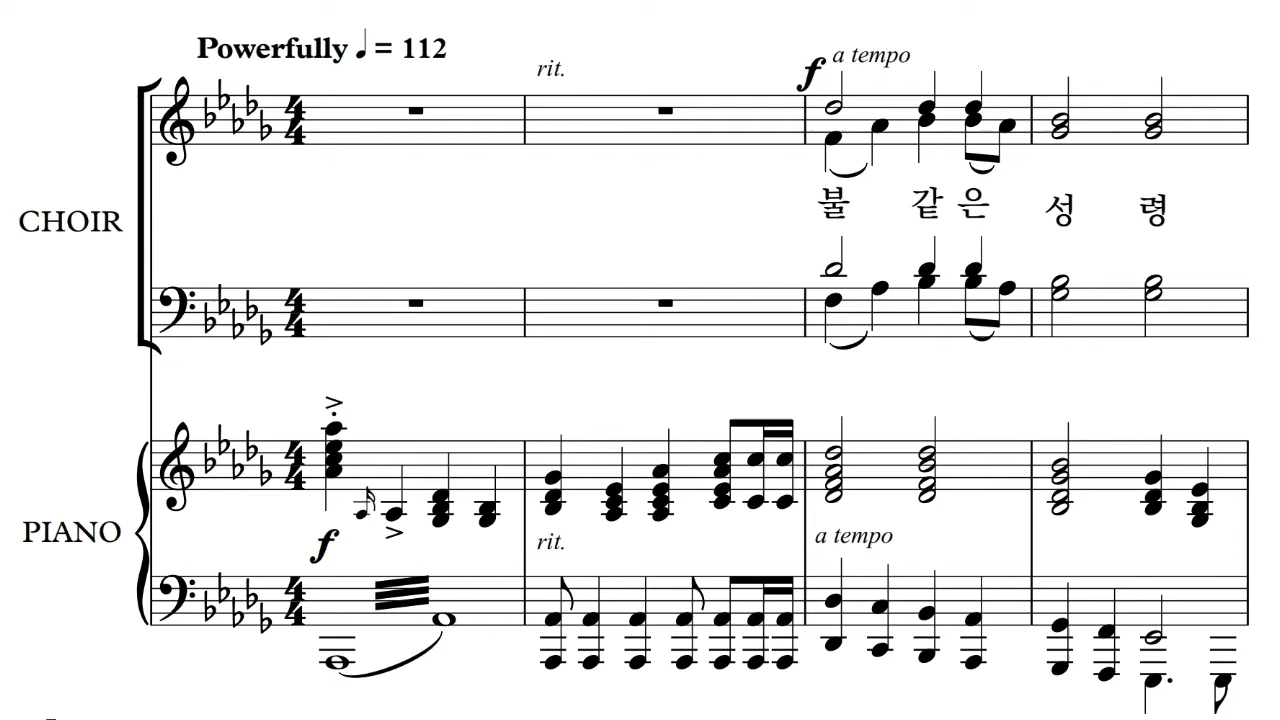 Powerfully ♩ = 112
rit.
f a tempo
불 같 은 성 령
CHOIR
PIANO
f
rit.
a tempo